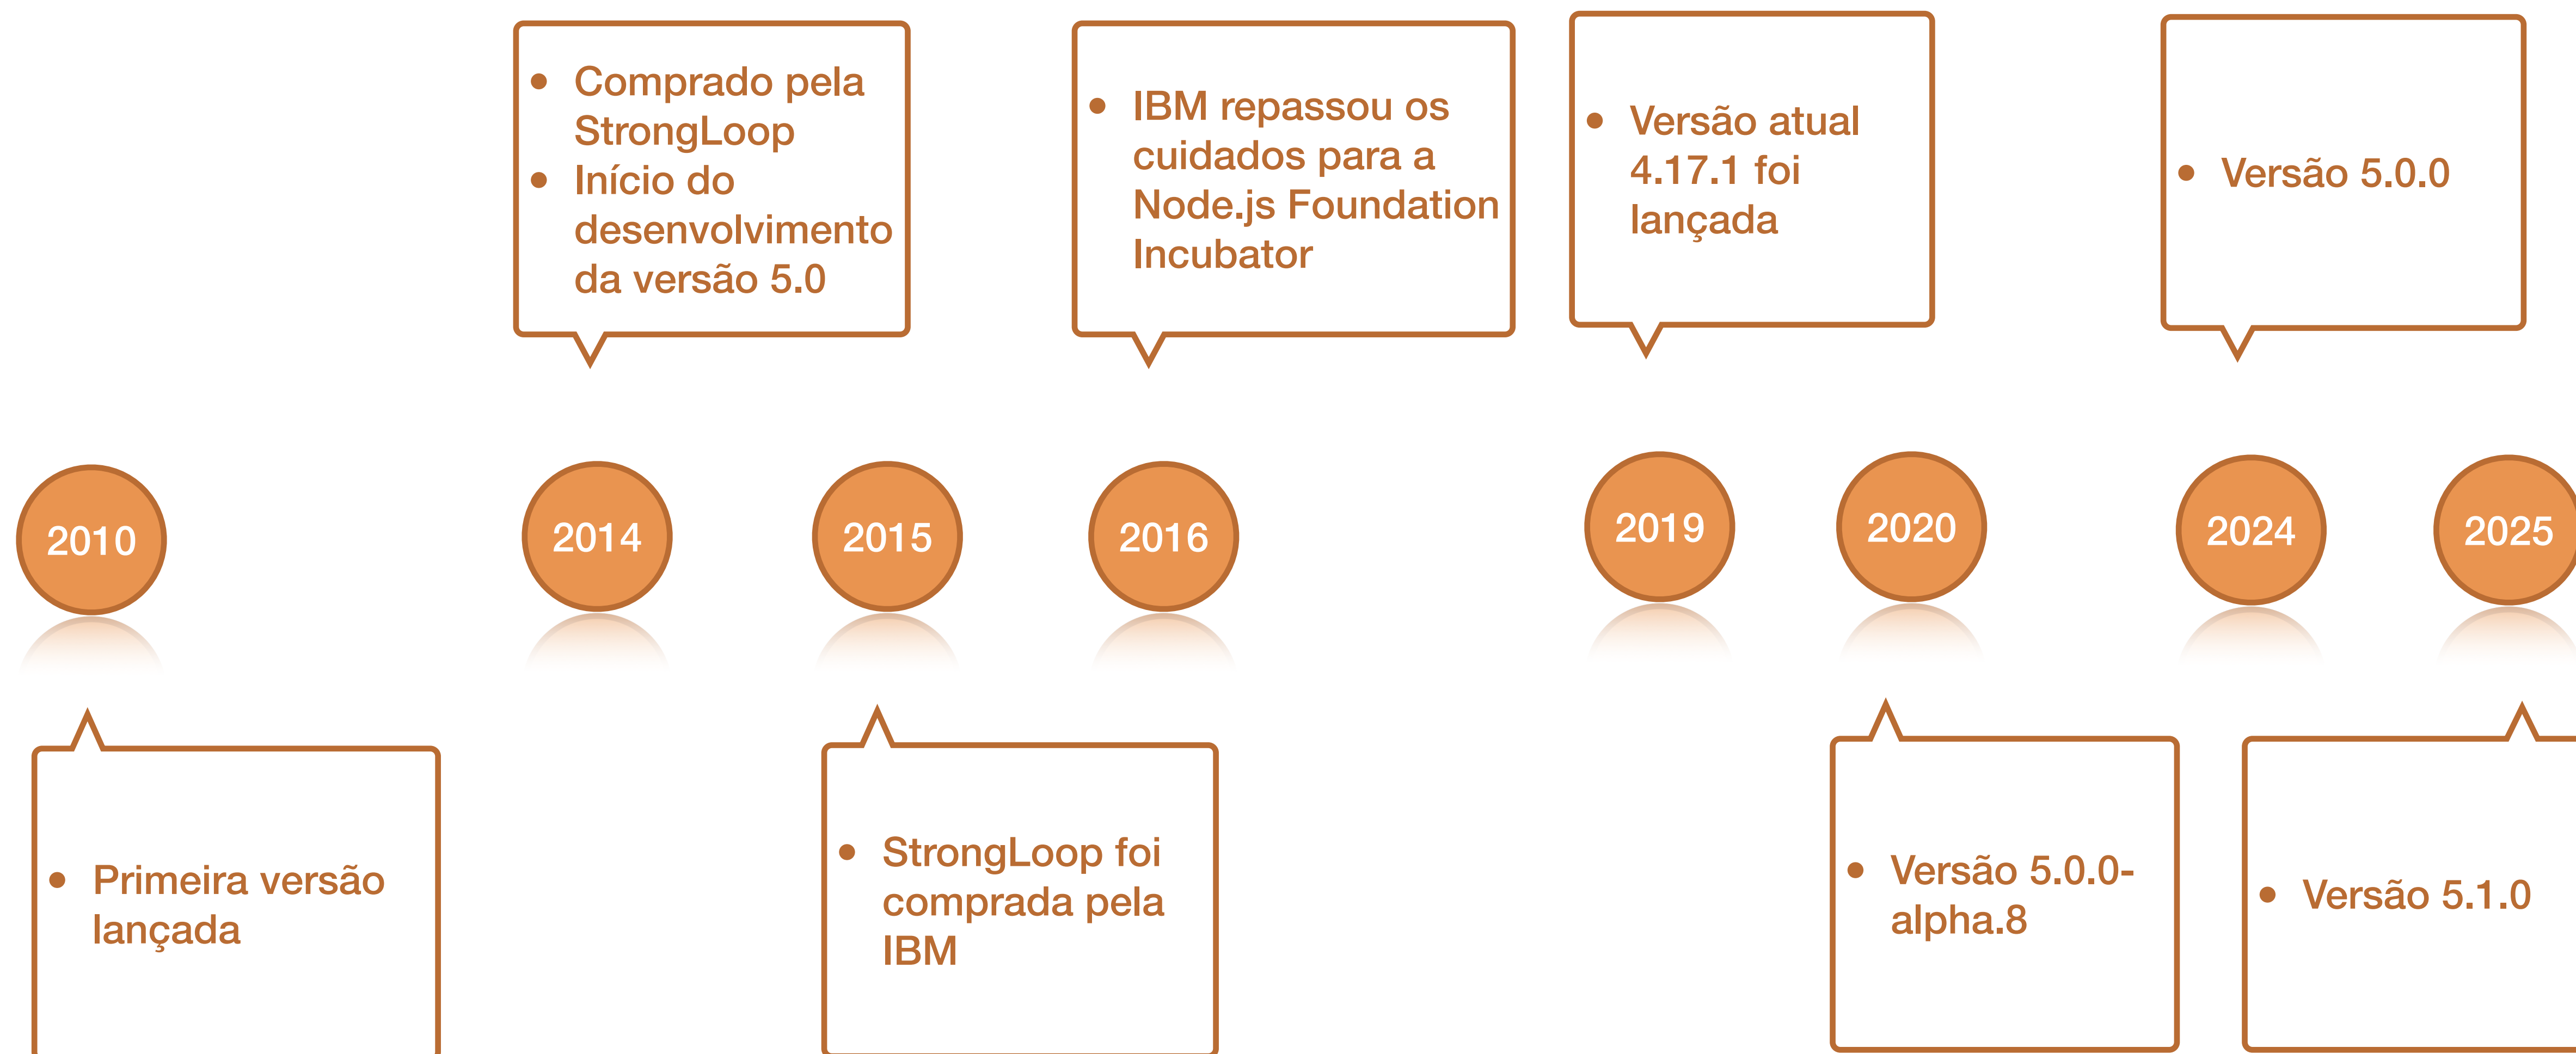 • Comprado pela
StrongLoop
• Início do
desenvolvimento
da versão 5.0
• IBM repassou os
cuidados para a
Node.js Foundation
Incubator
• Versão atual
4.17.1 foi
lançada
• Versão 5.0.0
2010
2014
2015
2016
2019
2020
2024
2025
• Primeira versão
lançada
• StrongLoop foi
comprada pela
IBM
• Versão 5.0.0-
alpha.8
• Versão 5.1.0